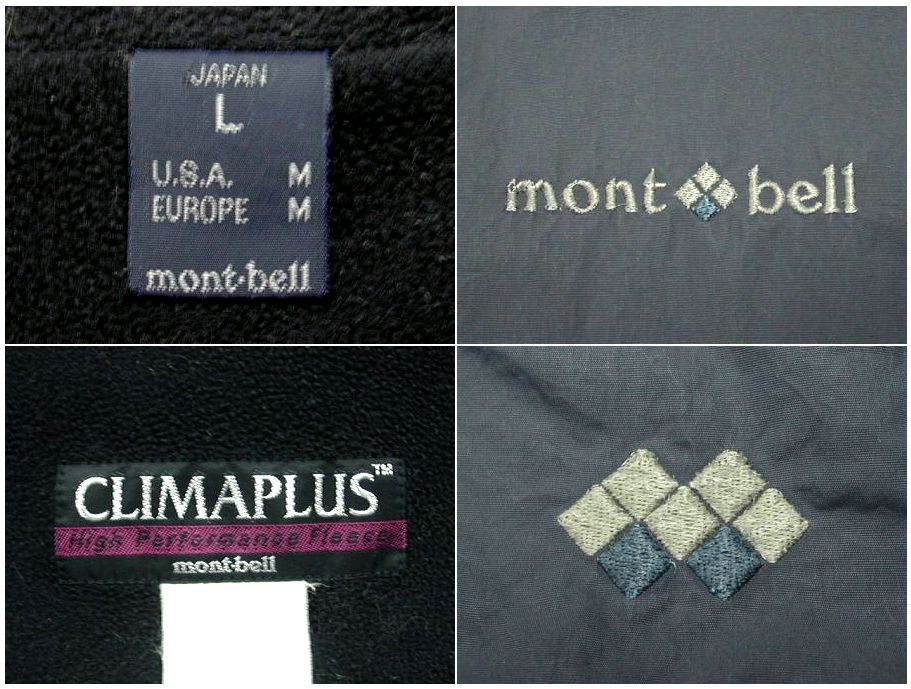 JAPAN
L
U.S.A. M
EUROPE M
mont·bell
mont bell
CLIMAPLUS™
High Performance Fleece
mont·bell